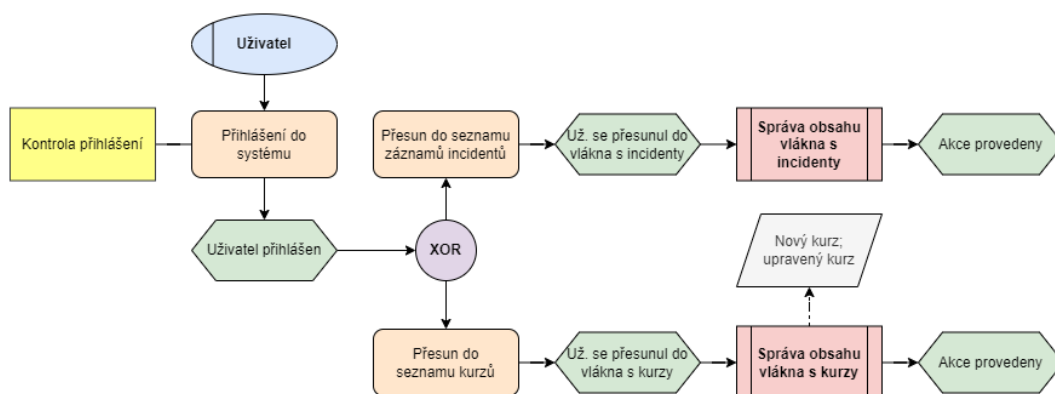 Uživatel
Kontrola přihlášení
Přihlášení do
systému
Přesun do seznamu
záznamů incidentů
Už. se přesunul do
vlákna s incidenty
Správa obsahu
vlákna s
incidenty
Akce provedeny
Uživatel přihlášen
XOR
Nový kurz;
upravený kurz
Přesun do
seznamu kurzů
Už. se přesunul do
vlákna s kurzy
Správa obsahu
vlákna s kurzy
Akce provedeny